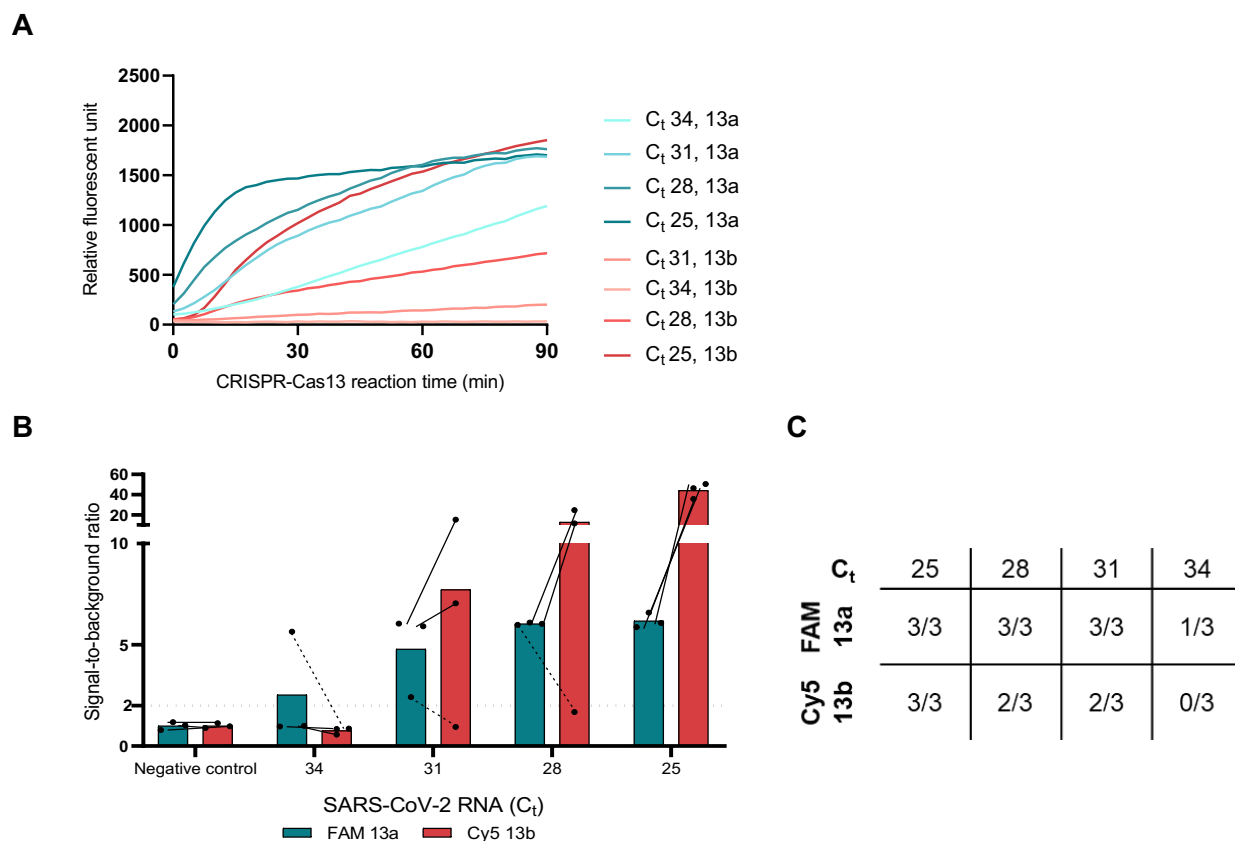 A
2500
2000
1500
1000
500
0
Relative fluorescent unit
0 30 60 90
CRISPR-Cas13 reaction time (min)
Cₜ 34, 13a
Cₜ 31, 13a
Cₜ 28, 13a
Cₜ 25, 13a
Cₜ 31, 13b
Cₜ 34, 13b
Cₜ 28, 13b
Cₜ 25, 13b
B
60
40
20
10
5
2
0
Signal-to-background ratio
Negative control 34 31 28 25
SARS-CoV-2 RNA (Cₜ)
FAM 13a Cy5 13b
C
Cₜ 25 28 31 34
FAM 13a 3/3 3/3 3/3 1/3
Cy5 13b 3/3 2/3 2/3 0/3